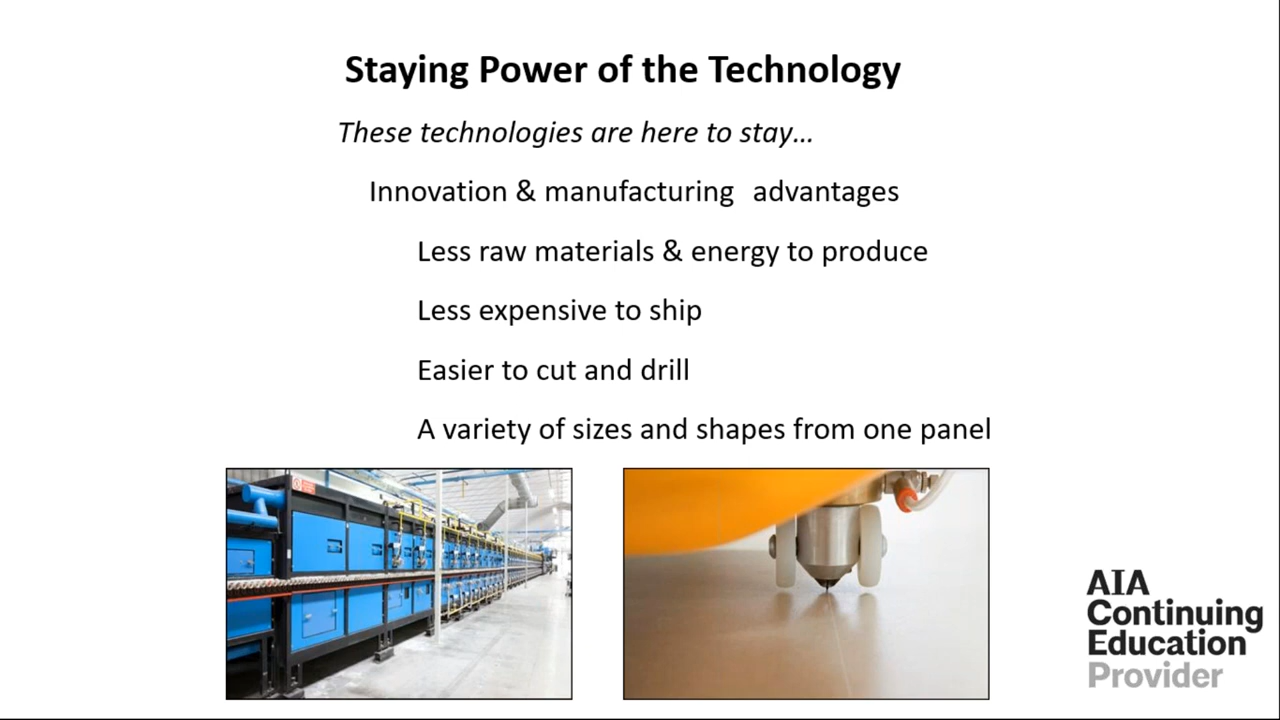 Staying Power of the Technology
These technologies are here to stay…
Innovation & manufacturing advantages
Less raw materials & energy to produce
Less expensive to ship
Easier to cut and drill
A variety of sizes and shapes from one panel
AIA
Continuing
Education
Provider